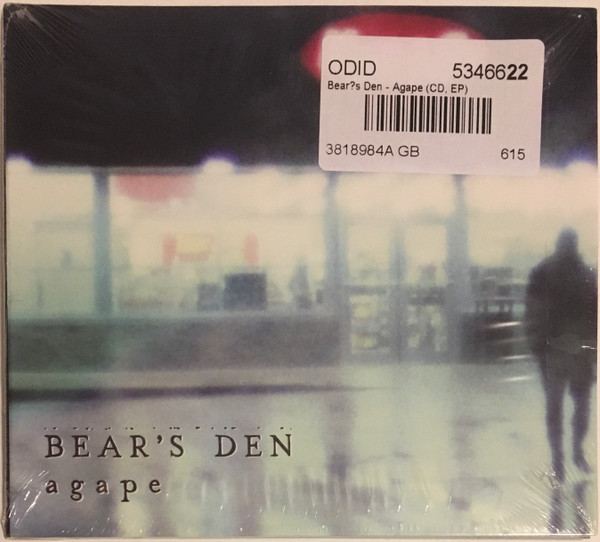 ODID 5346622
Bear?s Den - Agape (CD, EP)
3818984A GB 615
BEAR'S DEN
agape